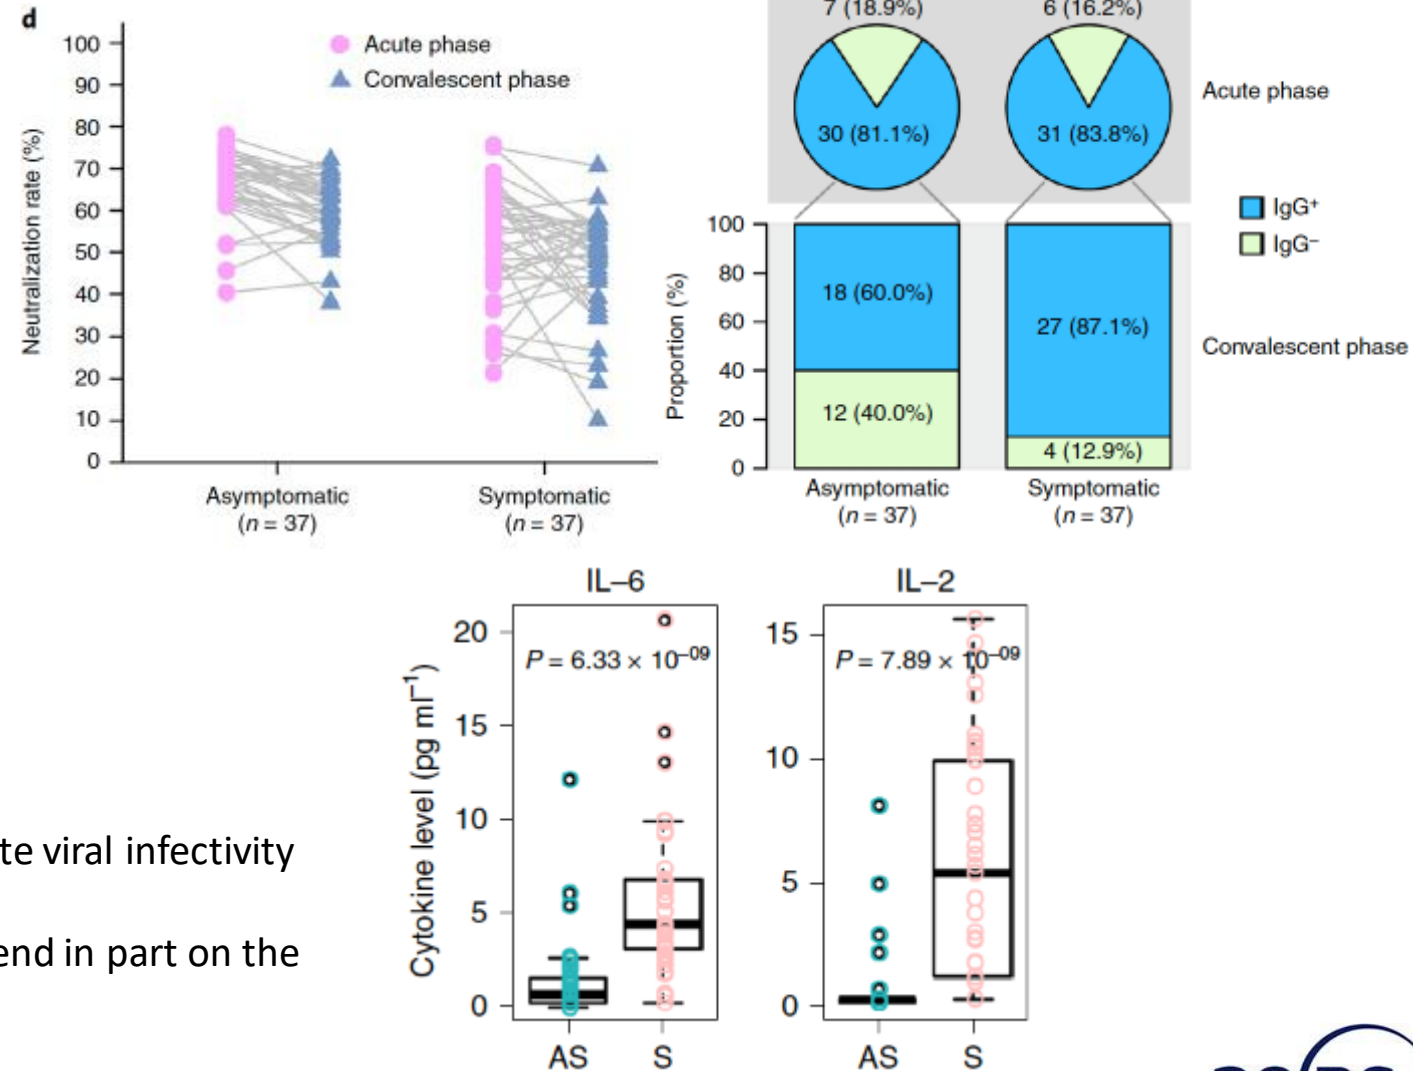 d
100
90
80
70
60
50
40
30
20
10
0
Neutralization rate (%)
Acute phase
Convalescent phase
Asymptomatic
(n = 37)
Symptomatic
(n = 37)
7 (18.9%)
6 (16.2%)
30 (81.1%)
31 (83.8%)
Acute phase
IgG⁺
IgG⁻
100
80
60
40
20
0
Proportion (%)
18 (60.0%)
27 (87.1%)
12 (40.0%)
4 (12.9%)
Convalescent phase
Asymptomatic
(n = 37)
Symptomatic
(n = 37)
IL–6
IL–2
Cytokine level (pg ml⁻¹)
20
15
10
5
0
P = 6.33 × 10⁻⁰⁹
AS
S
15
10
5
0
P = 7.89 × 10⁻⁰⁹
AS
S
te viral infectivity
end in part on the